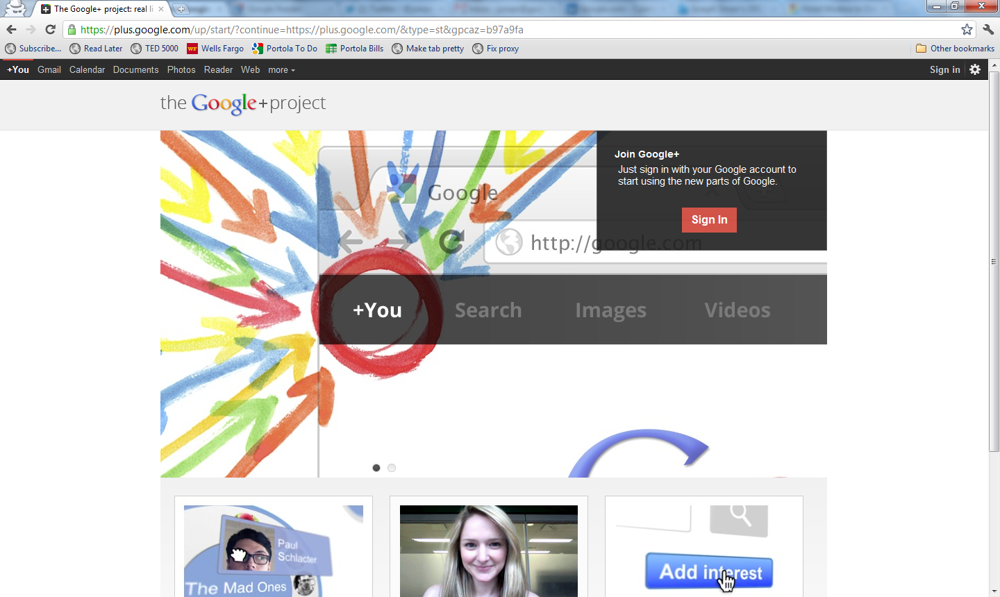 The Google+ project: real li
https://plus.google.com/up/start/?continue=https://plus.google.com/&type=st&gpcaz=b97a9fa
Subscribe... Read Later TED 5000 Wells Fargo Portola To Do Portola Bills Make tab pretty Fix proxy Other bookmarks
+You Gmail Calendar Documents Photos Reader Web more Sign in
the Google+project
Join Google+
Just sign in with your Google account to
start using the new parts of Google.
Sign In
Google
http://google.com
+You Search Images Videos
Paul
Schlacter
The Mad Ones
Add interest